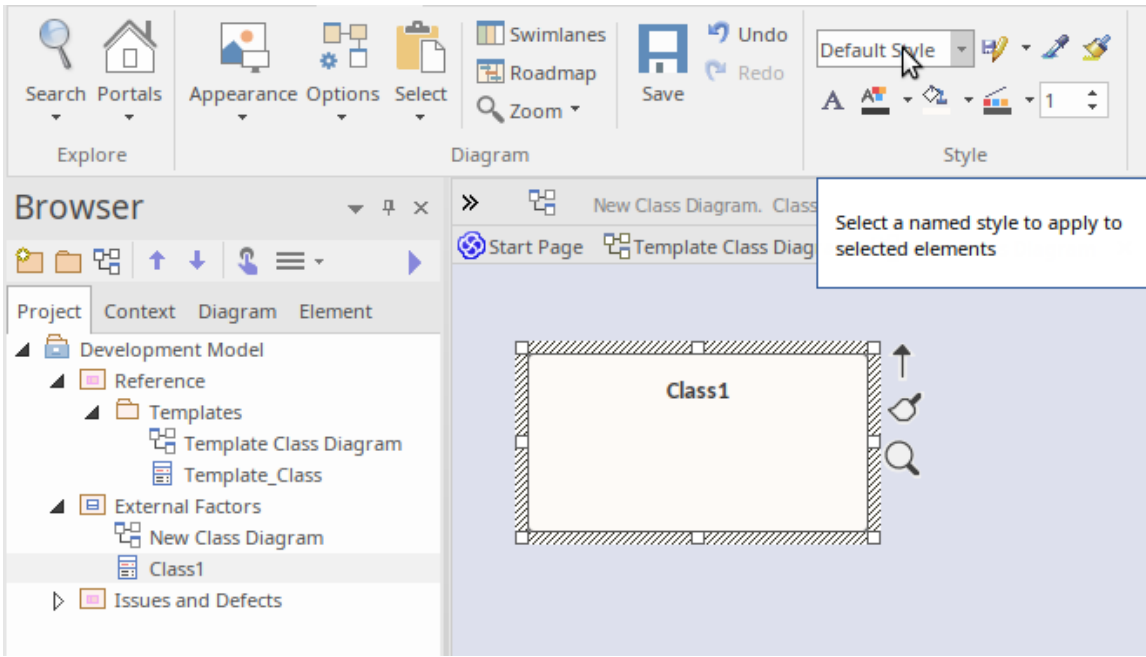 Search Portals
Explore
Appearance Options Select
Swimlanes
Roadmap
Zoom
Save
Undo
Redo
Diagram
Default Style
A
1
Style
Browser
Project Context Diagram Element
Development Model
Reference
Templates
Template Class Diagram
Template_Class
External Factors
New Class Diagram
Class1
Issues and Defects
New Class Diagram. Class
Start Page Template Class Diag
Select a named style to apply to
selected elements
Class1